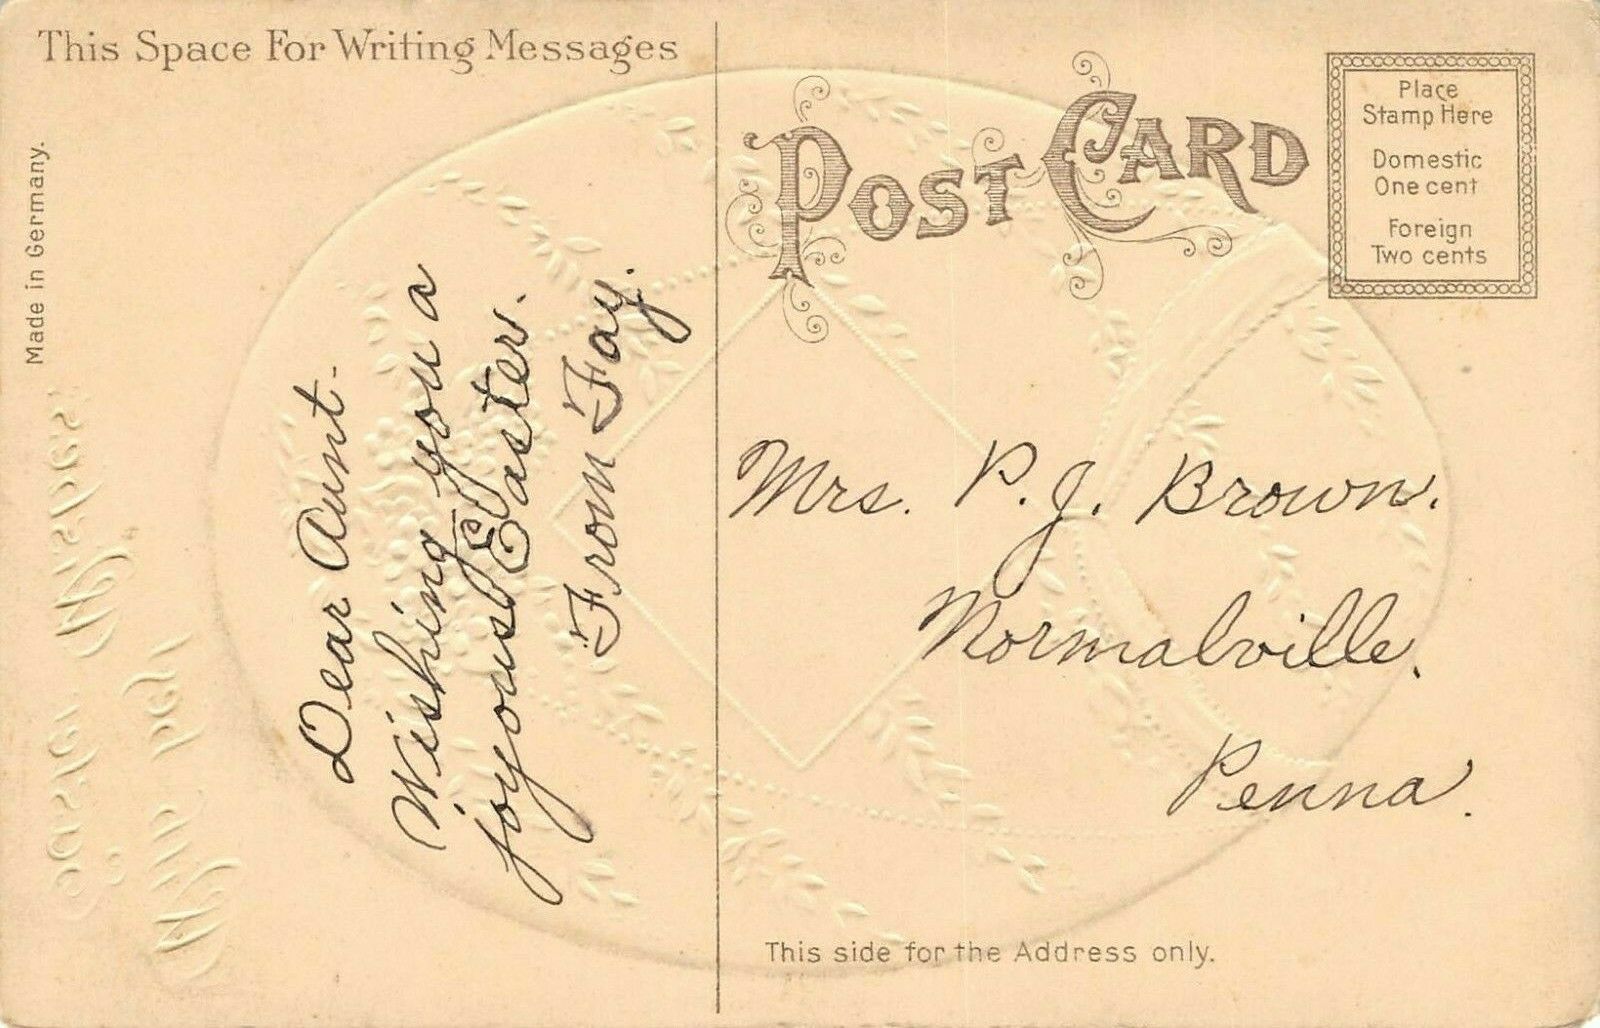 This Space For Writing Messages
Made in Germany.
Dear Aunt-
Wishing you a
joyous Easter.
From Fay.
POST CARD
Place
Stamp Here
Domestic
One cent
Foreign
Two cents
Mrs. P. J. Brown.
Normalville.
Penna.
This side for the Address only.